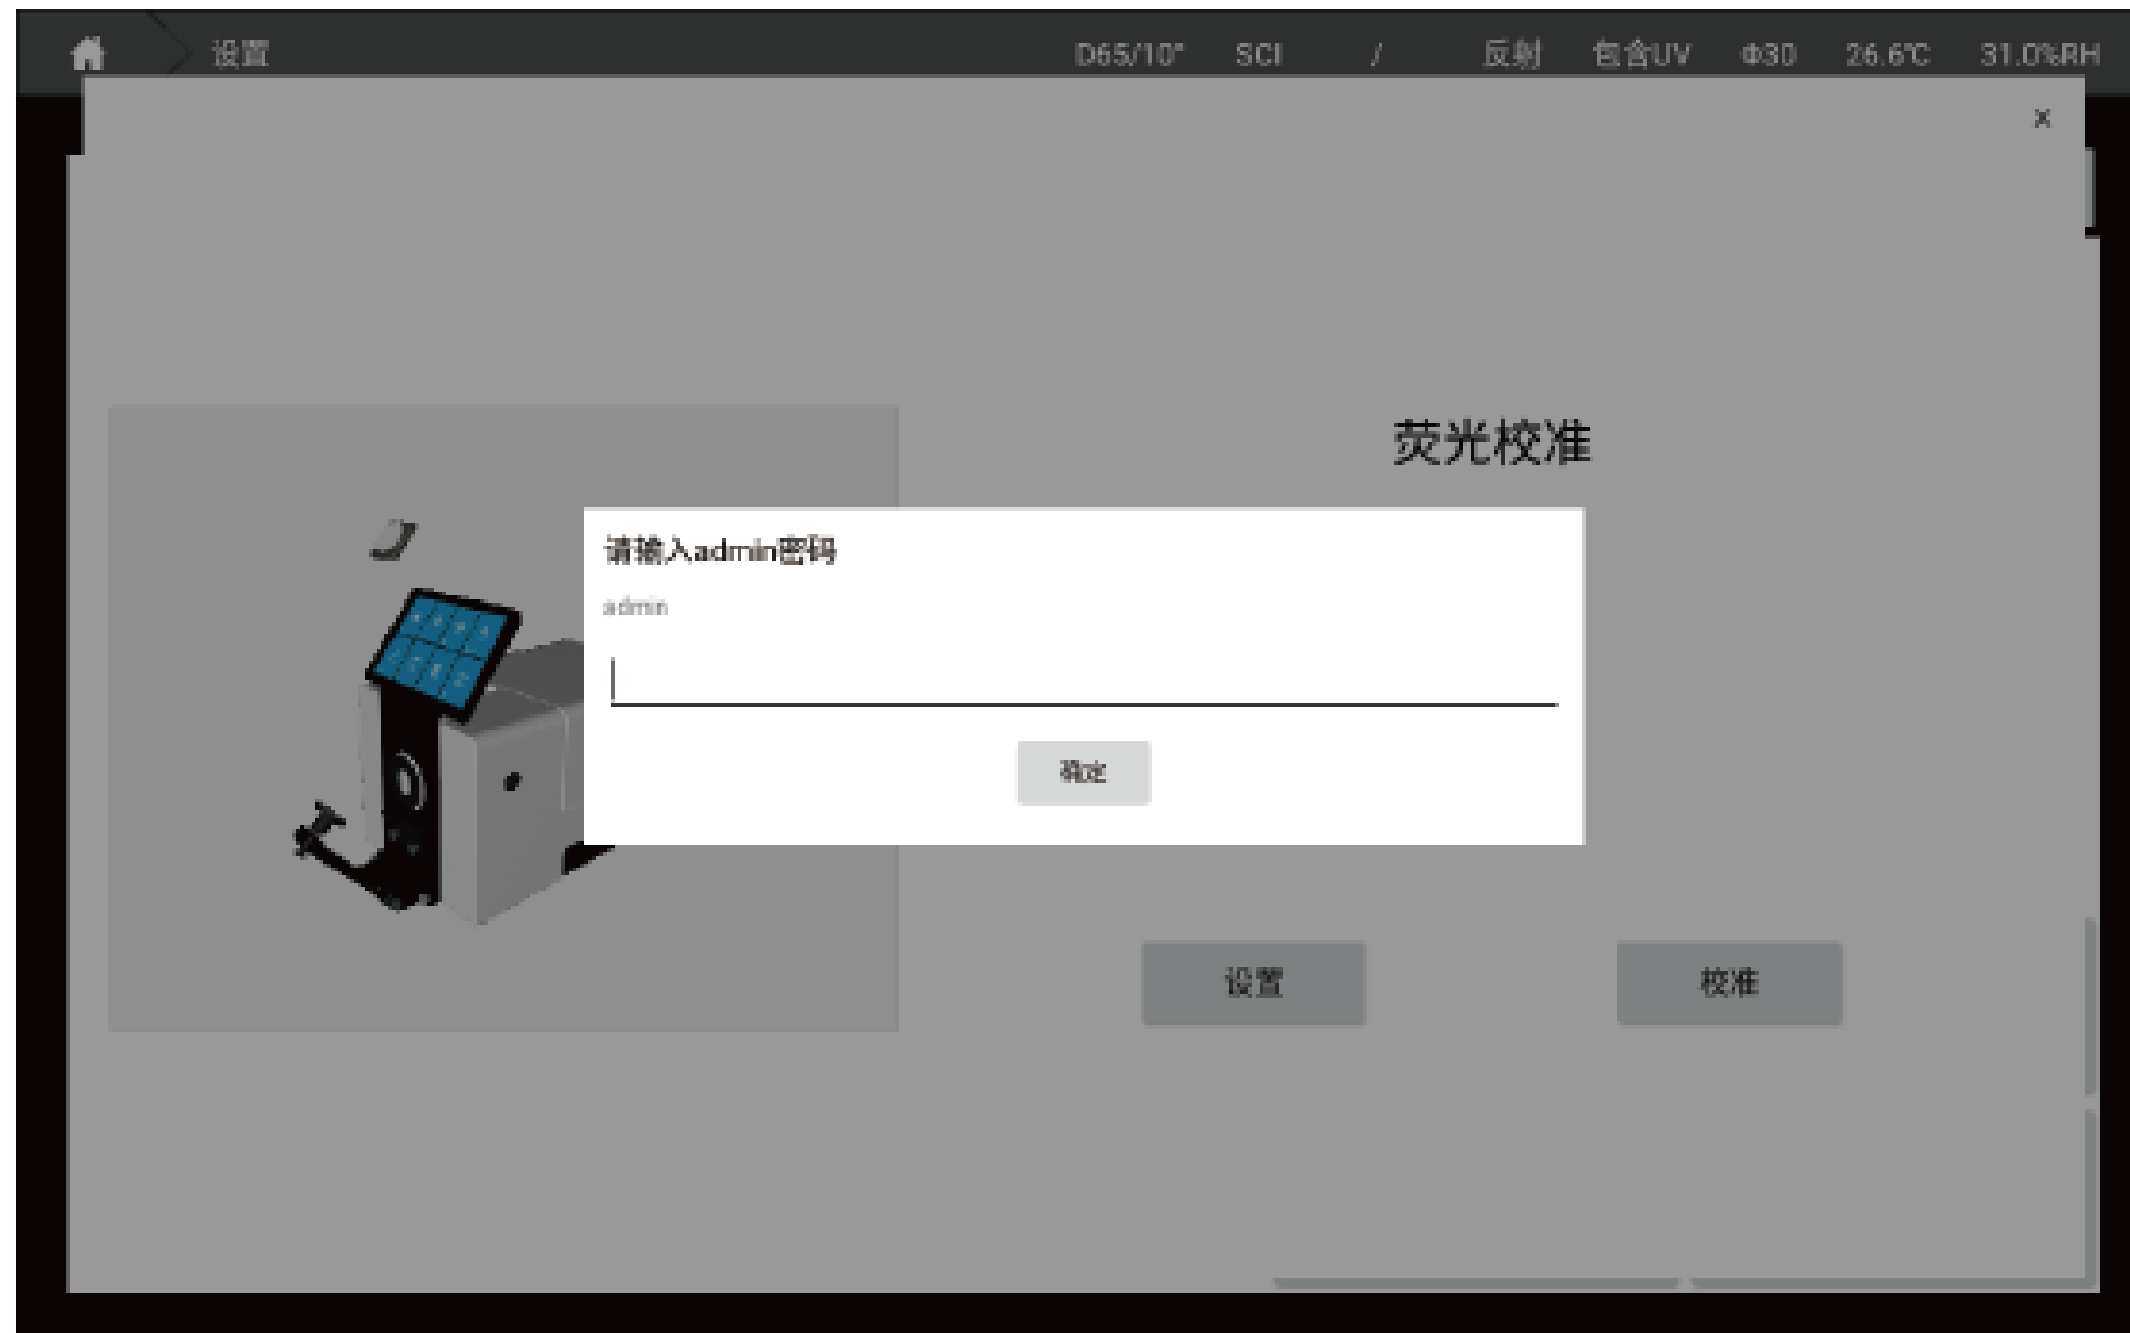 设置 D65/10° SCI / 反射 包含UV Φ30 26.6℃ 31.0%RH
x
荧光校准
请输入admin密码
admin
确定
设置 校准